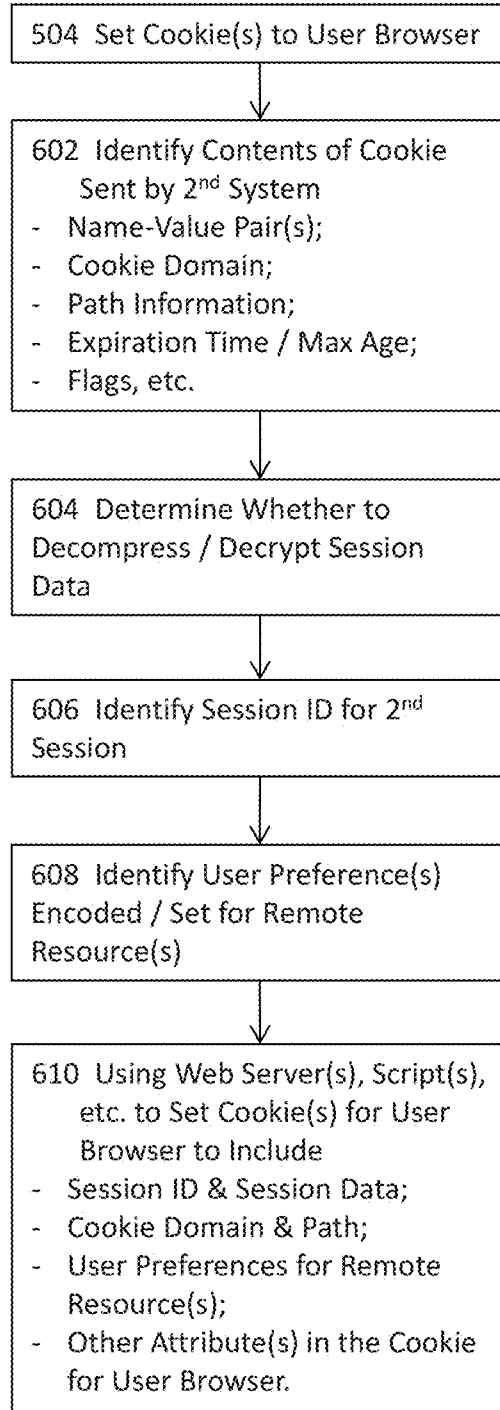 504 Set Cookie(s) to User Browser
602 Identify Contents of Cookie
Sent by 2nd System
- Name-Value Pair(s);
- Cookie Domain;
- Path Information;
- Expiration Time / Max Age;
- Flags, etc.
604 Determine Whether to
Decompress / Decrypt Session
Data
606 Identify Session ID for 2nd
Session
608 Identify User Preference(s)
Encoded / Set for Remote
Resource(s)
610 Using Web Server(s), Script(s),
etc. to Set Cookie(s) for User
Browser to Include
- Session ID & Session Data;
- Cookie Domain & Path;
- User Preferences for Remote
Resource(s);
- Other Attribute(s) in the Cookie
for User Browser.